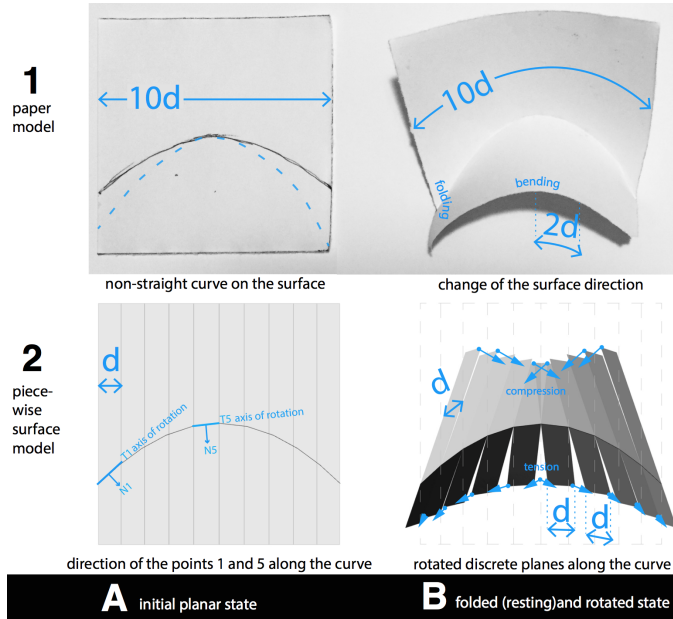 1
paper
model
10d
non-straight curve on the surface
10d
folding
bending
2d
change of the surface direction
2
piece-
wise
surface
model
d
T1 axis of rotation
N1
T5 axis of rotation
N5
direction of the points 1 and 5 along the curve
d
compression
tension
d
d
rotated discrete planes along the curve
A initial planar state
B folded (resting)and rotated state